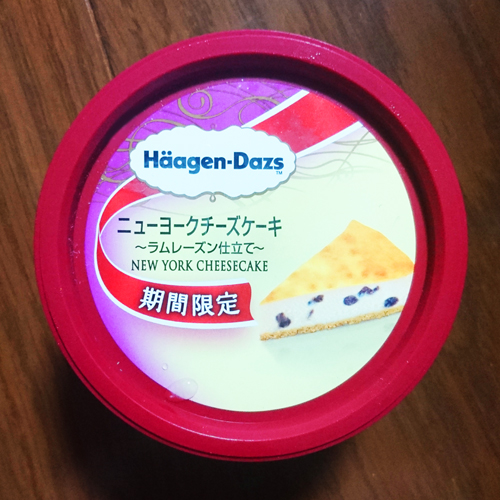 Häagen-Dazs™
ニューヨークチーズケーキ
～ラムレーズン仕立て～
NEW YORK CHEESECAKE
期間限定